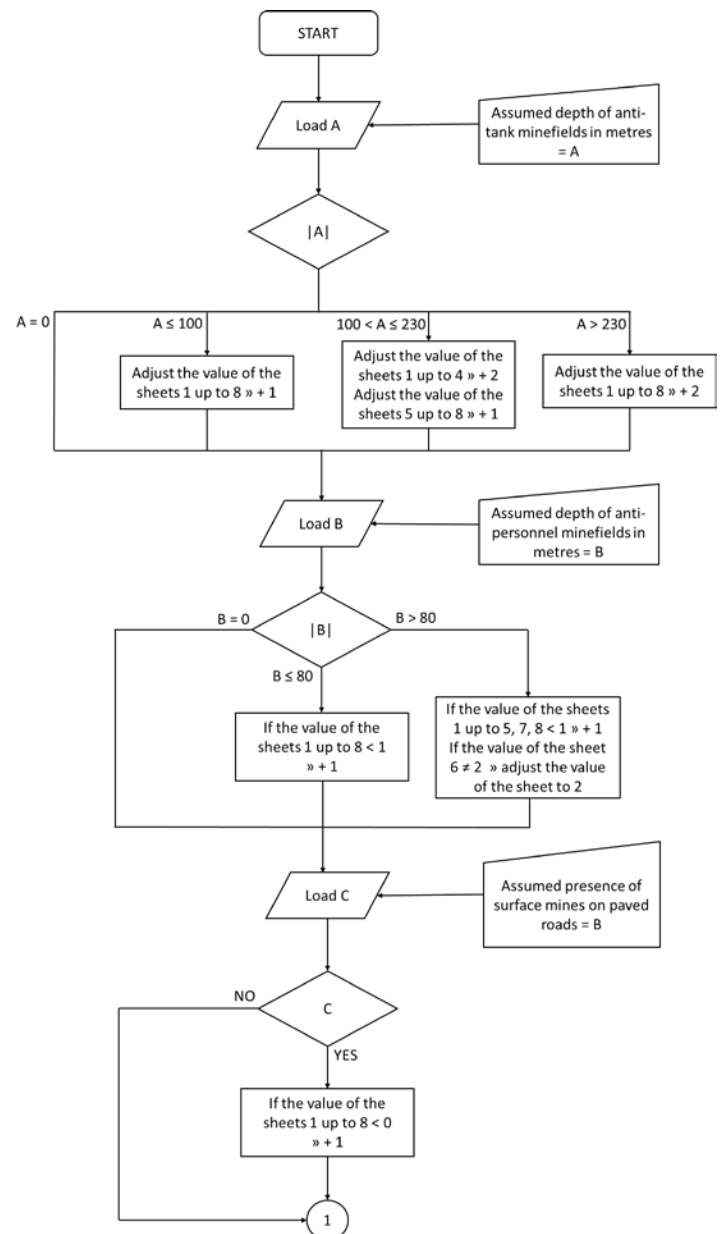 START
Load A
Assumed depth of anti-
tank minefields in metres
= A
|A|
A = 0
A ≤ 100
100 < A ≤ 230
A > 230
Adjust the value of the
sheets 1 up to 8 » + 1
Adjust the value of the
sheets 1 up to 4 » + 2
Adjust the value of the
sheets 5 up to 8 » + 1
Adjust the value of the
sheets 1 up to 8 » + 2
Load B
Assumed depth of anti-
personnel minefields in
metres = B
B = 0
|B|
B > 80
B ≤ 80
If the value of the
sheets 1 up to 8 < 1
» + 1
If the value of the sheets
1 up to 5, 7, 8 < 1 » + 1
If the value of the sheet
6 ≠ 2 » adjust the value
of the sheet to 2
Load C
Assumed presence of
surface mines on paved
roads = B
NO
C
YES
If the value of the
sheets 1 up to 8 < 0
» + 1
1